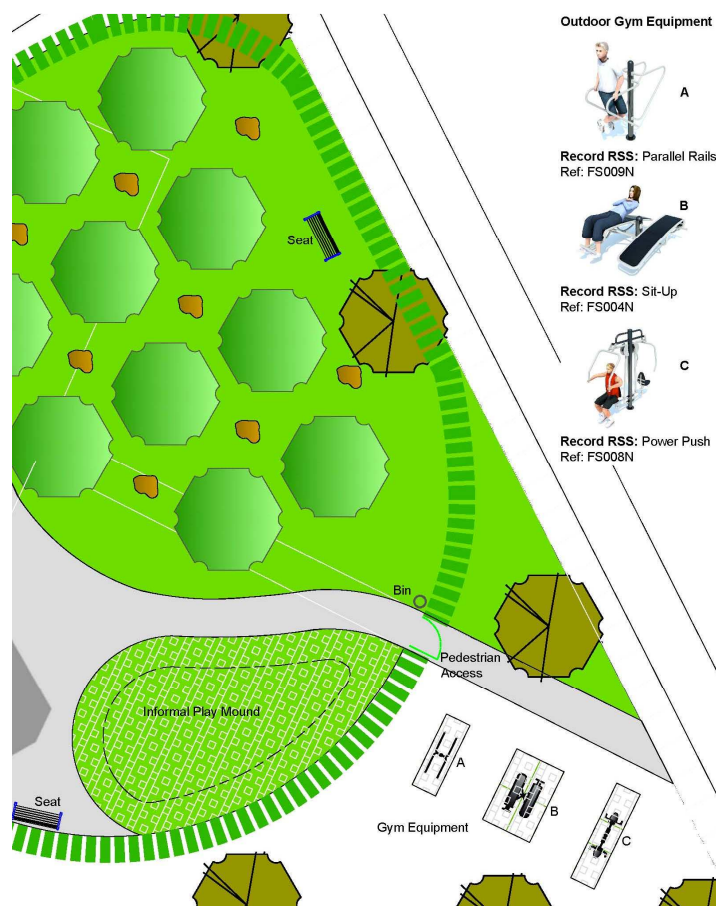 Outdoor Gym Equipment
A
Record RSS: Parallel Rails
Ref: FS009N
B
Record RSS: Sit-Up
Ref: FS004N
C
Record RSS: Power Push
Ref: FS008N
Seat
Bin
Pedestrian
Access
Informal Play Mound
A
Seat
B
Gym Equipment
C